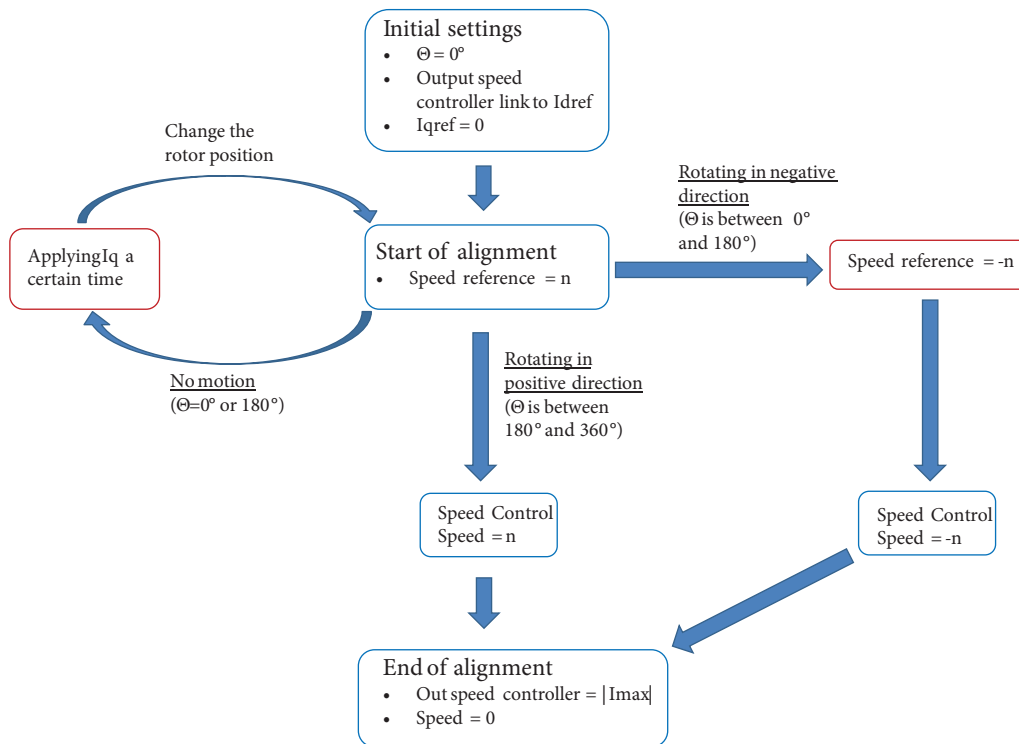 Initial settings
• Θ = 0°
• Output speed
controller link to Idref
• Iqref = 0
Change the
rotor position
Rotating in negative
direction
(Θ is between 0°
and 180°)
ApplyingIq a
certain time
Start of alignment
• Speed reference = n
Speed reference = -n
No motion
(Θ=0° or 180°)
Rotating in
positive direction
(Θ is between
180° and 360°)
Speed Control
Speed = n
Speed Control
Speed = -n
End of alignment
• Out speed controller = |Imax|
• Speed = 0